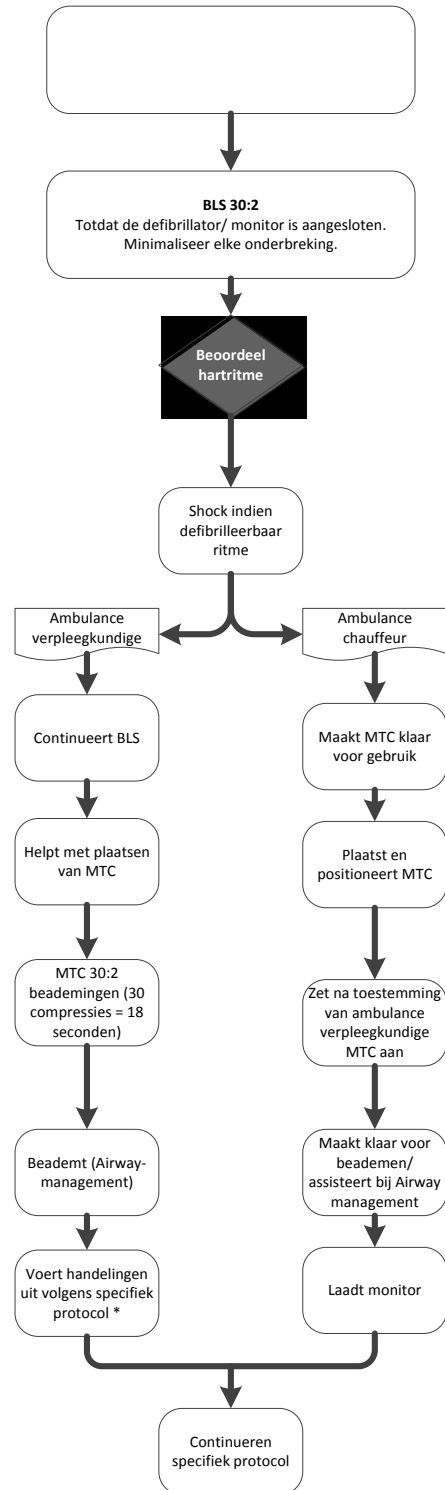 BLS 30:2
Totdat de defibrillator/ monitor is aangesloten.
Minimaliseer elke onderbreking.
Beoordeel
hartritme
Shock indien
defibrilleerbaar
ritme
Ambulance
verpleegkundige
Continueert BLS
Helpt met plaatsen
van MTC
MTC 30:2
beademingen (30
compressies = 18
seconden)
Beademt (Airway-
management)
Voert handelingen
uit volgens specifiek
protocol *
Ambulance
chauffeur
Maakt MTC klaar
voor gebruik
Plaatst en
positioneert MTC
Zet na toestemming
van ambulance
verpleegkundige
MTC aan
Maakt klaar voor
beademen/
assisteert bij Airway
management
Laadt monitor
Continueren
specifiek protocol